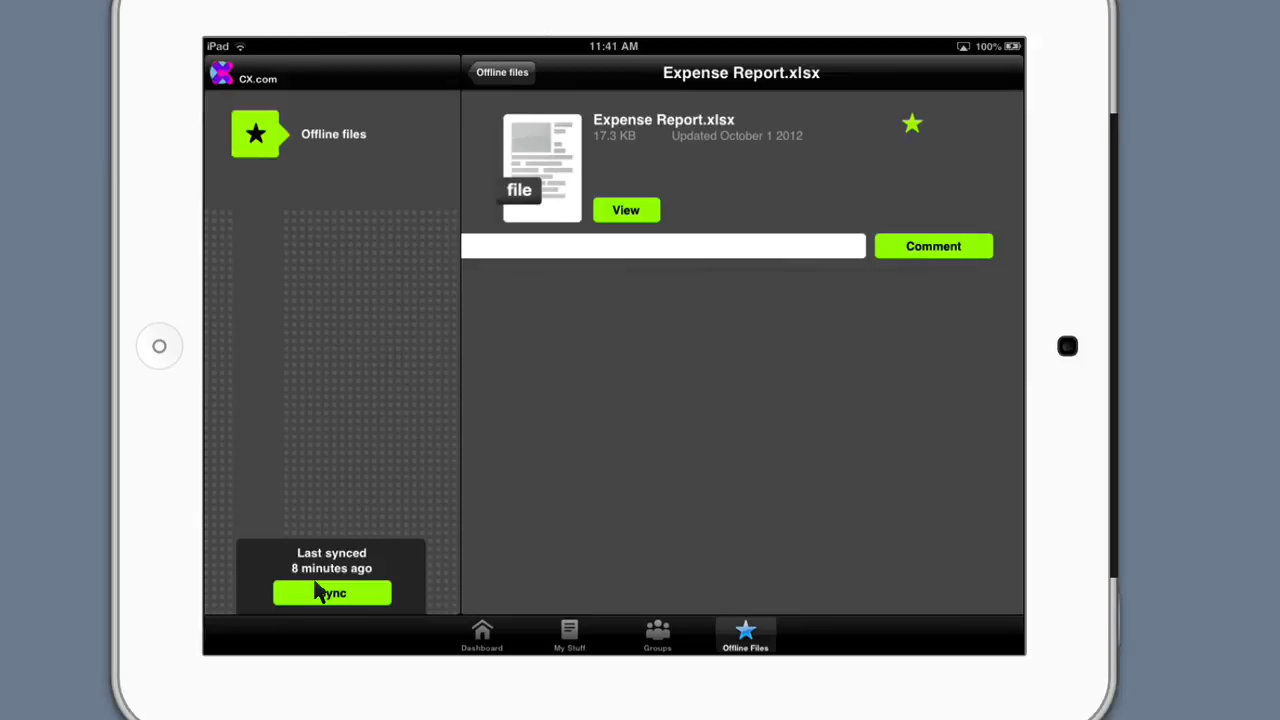 iPad
11:41 AM
100%
CX.com
Offline files
Expense Report.xlsx
Offline files
Expense Report.xlsx
17.3 KB
Updated October 1 2012
file
View
Comment
Last synced
8 minutes ago
Dashboard
My Stuff
Groups
Offline Files